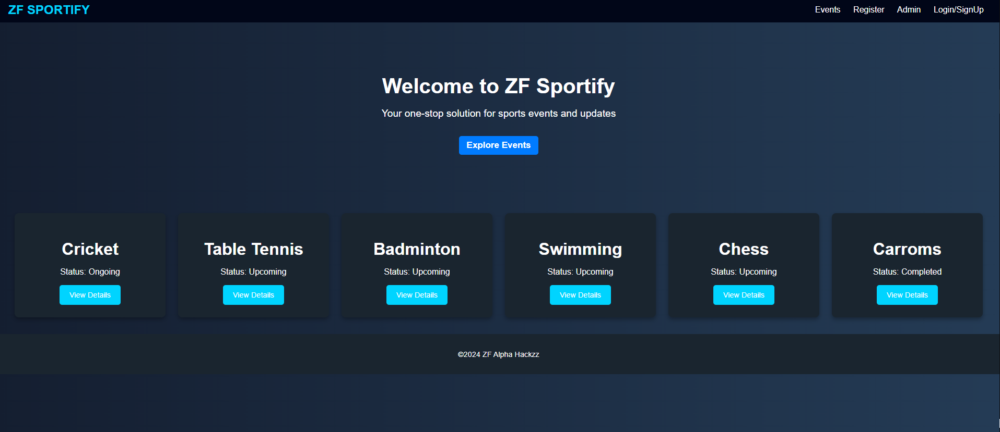 ZF SPORTIFY
Events Register Admin Login/SignUp
Welcome to ZF Sportify
Your one-stop solution for sports events and updates
Explore Events
Cricket
Status: Ongoing
View Details
Table Tennis
Status: Upcoming
View Details
Badminton
Status: Upcoming
View Details
Swimming
Status: Upcoming
View Details
Chess
Status: Upcoming
View Details
Carroms
Status: Completed
View Details
©2024 ZF Alpha Hackzz